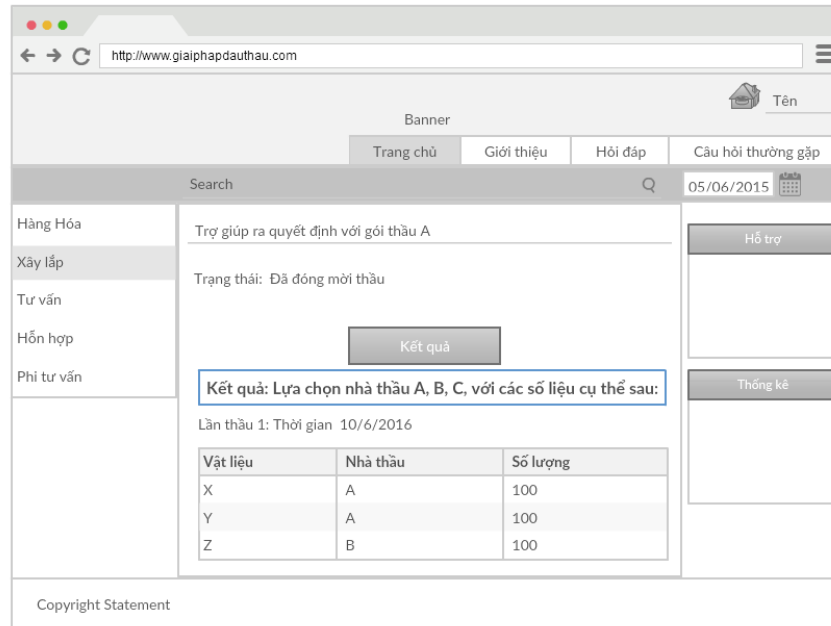 http://www.giaiphapdauthau.com
Tên
Banner
Trang chủ Giới thiệu Hỏi đáp Câu hỏi thường gặp
Search 05/06/2015
Hàng Hóa
Xây lắp
Tư vấn
Hỗn hợp
Phi tư vấn
Trợ giúp ra quyết định với gói thầu A
Trạng thái: Đã đóng mời thầu
Kết quả
Kết quả: Lựa chọn nhà thầu A, B, C, với các số liệu cụ thể sau:
Lần thầu 1: Thời gian 10/6/2016
Vật liệu Nhà thầu Số lượng
X A 100
Y A 100
Z B 100
Hỗ trợ
Thống kê
Copyright Statement